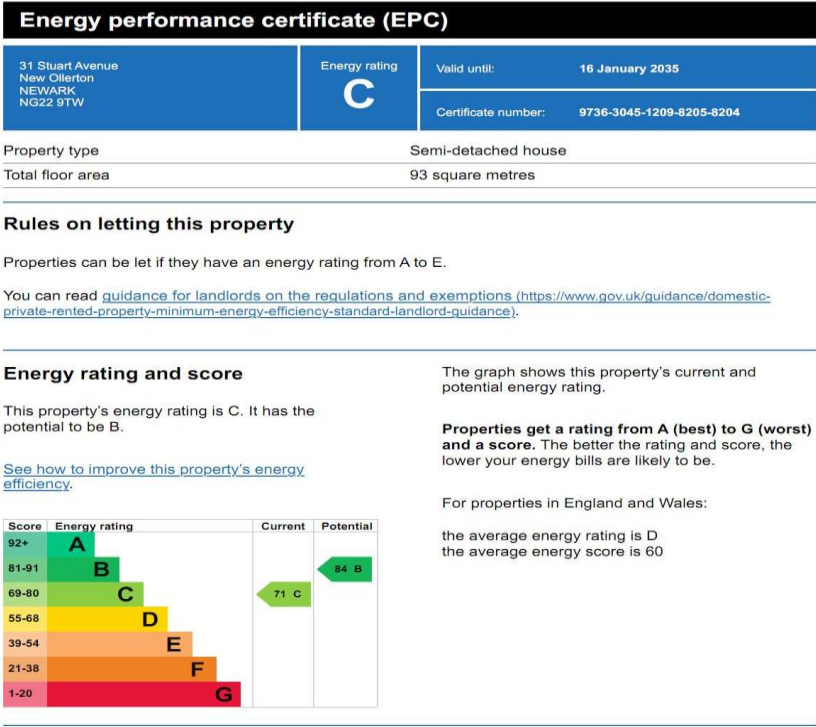 Energy performance certificate (EPC)
31 Stuart Avenue
New Ollerton
NEWARK
NG22 9TW
Energy rating
C
Valid until: 16 January 2035
Certificate number: 9736-3045-1209-8205-8204
Property type Semi-detached house
Total floor area 93 square metres
Rules on letting this property
Properties can be let if they have an energy rating from A to E.
You can read guidance for landlords on the regulations and exemptions (https://www.gov.uk/guidance/domestic-
private-rented-property-minimum-energy-efficiency-standard-landlord-guidance).
Energy rating and score
This property's energy rating is C. It has the
potential to be B.
See how to improve this property's energy
efficiency.
Score Energy rating Current Potential
92+ A
81-91 B 84 B
69-80 C 71 C
55-68 D
39-54 E
21-38 F
1-20 G
The graph shows this property's current and
potential energy rating.
Properties get a rating from A (best) to G (worst)
and a score. The better the rating and score, the
lower your energy bills are likely to be.
For properties in England and Wales:
the average energy rating is D
the average energy score is 60